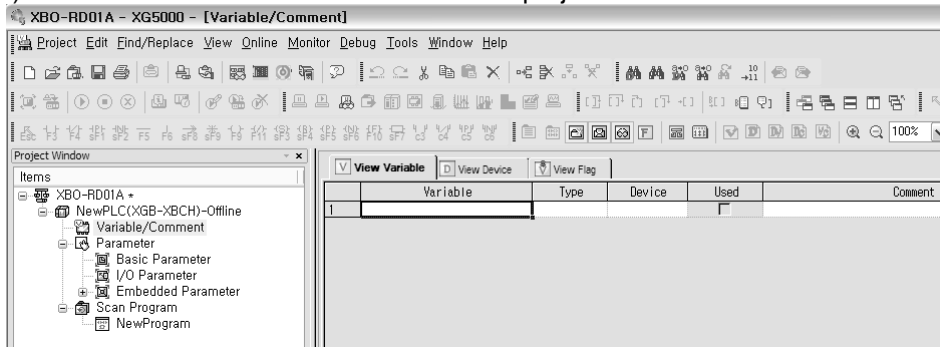 XBO-RD01A - XG5000 - [Variable/Comment]
Project Edit Find/Replace View Online Monitor Debug Tools Window Help
100%
Project Window
Items
XBO-RD01A *
NewPLC(XGB-XBCH)-Offline
Variable/Comment
Parameter
Basic Parameter
I/O Parameter
Embedded Parameter
Scan Program
NewProgram
V View Variable D View Device View Flag
Variable Type Device Used Comment
1